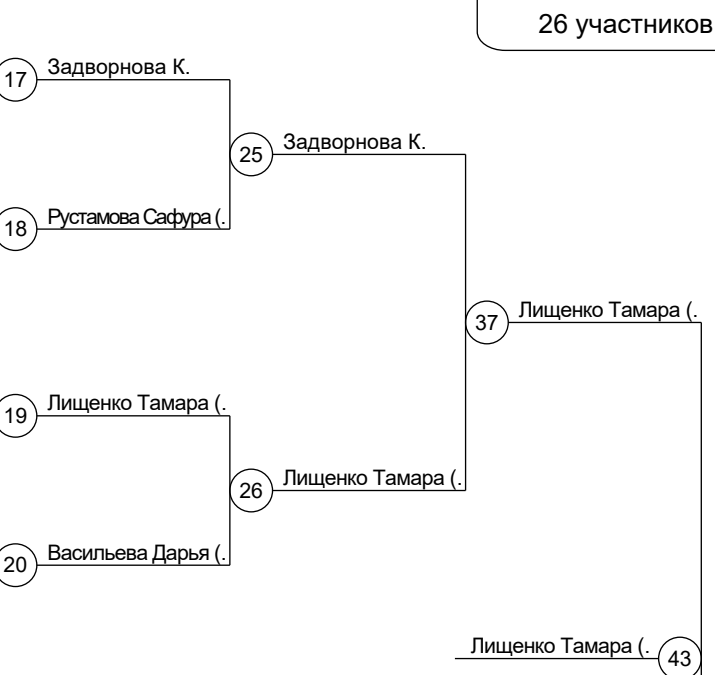 26 участников
17 Задворнова К.
25 Задворнова К.
18 Рустамова Сафура (.
37 Лищенко Тамара (.
19 Лищенко Тамара (.
26 Лищенко Тамара (.
20 Васильева Дарья (.
Лищенко Тамара (. 43